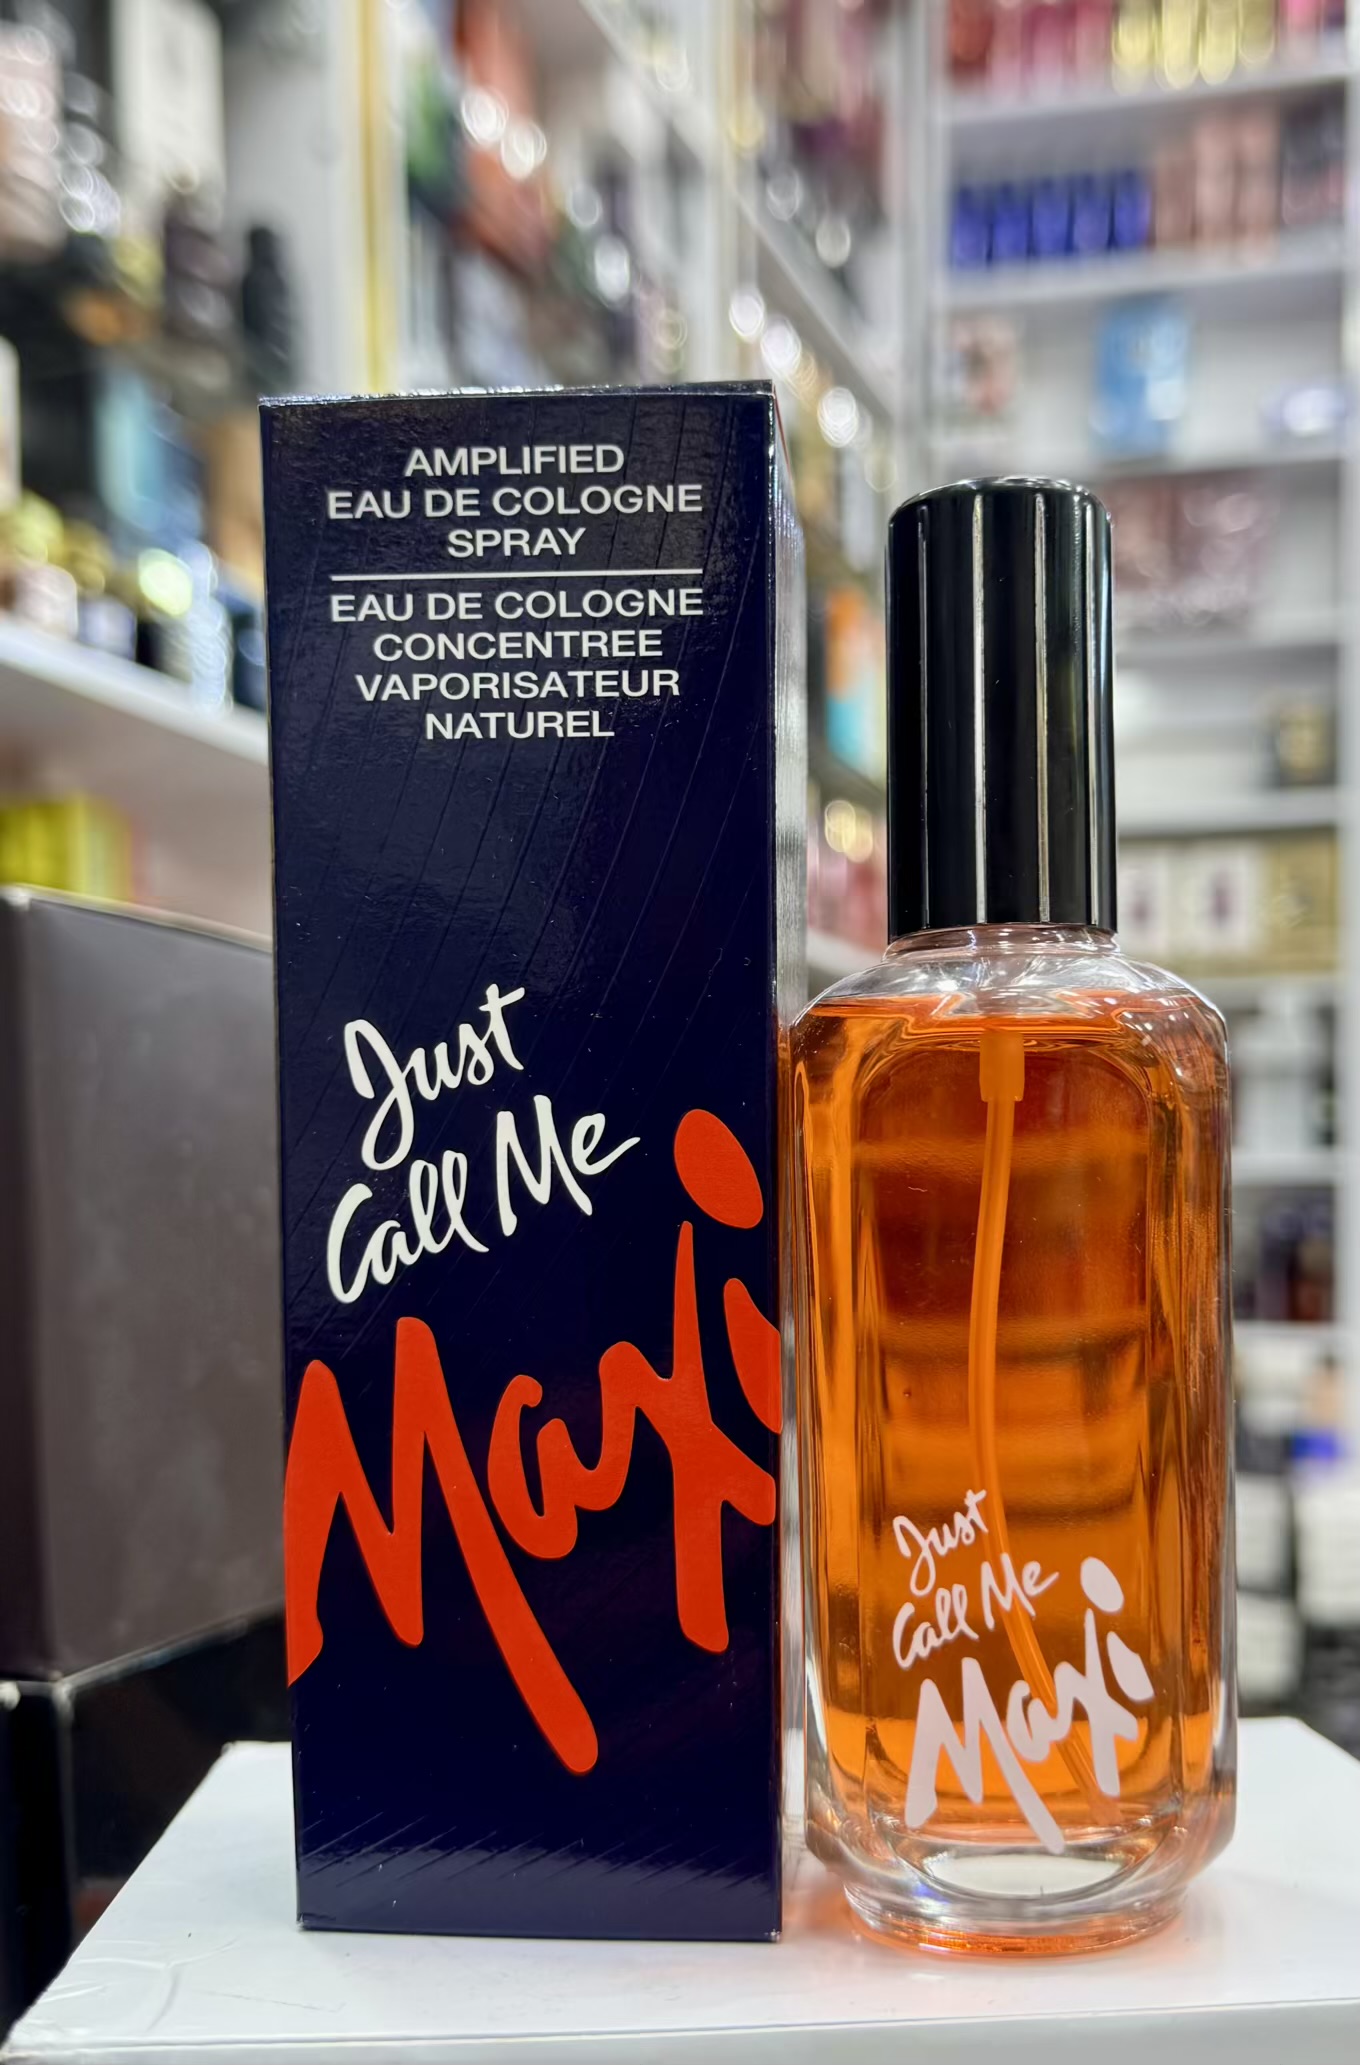 AMPLIFIED
EAU DE COLOGNE
SPRAY
EAU DE COLOGNE
CONCENTREE
VAPORISATEUR
NATUREL
Just
Call Me
Maxi
Just
Call Me
Maxi